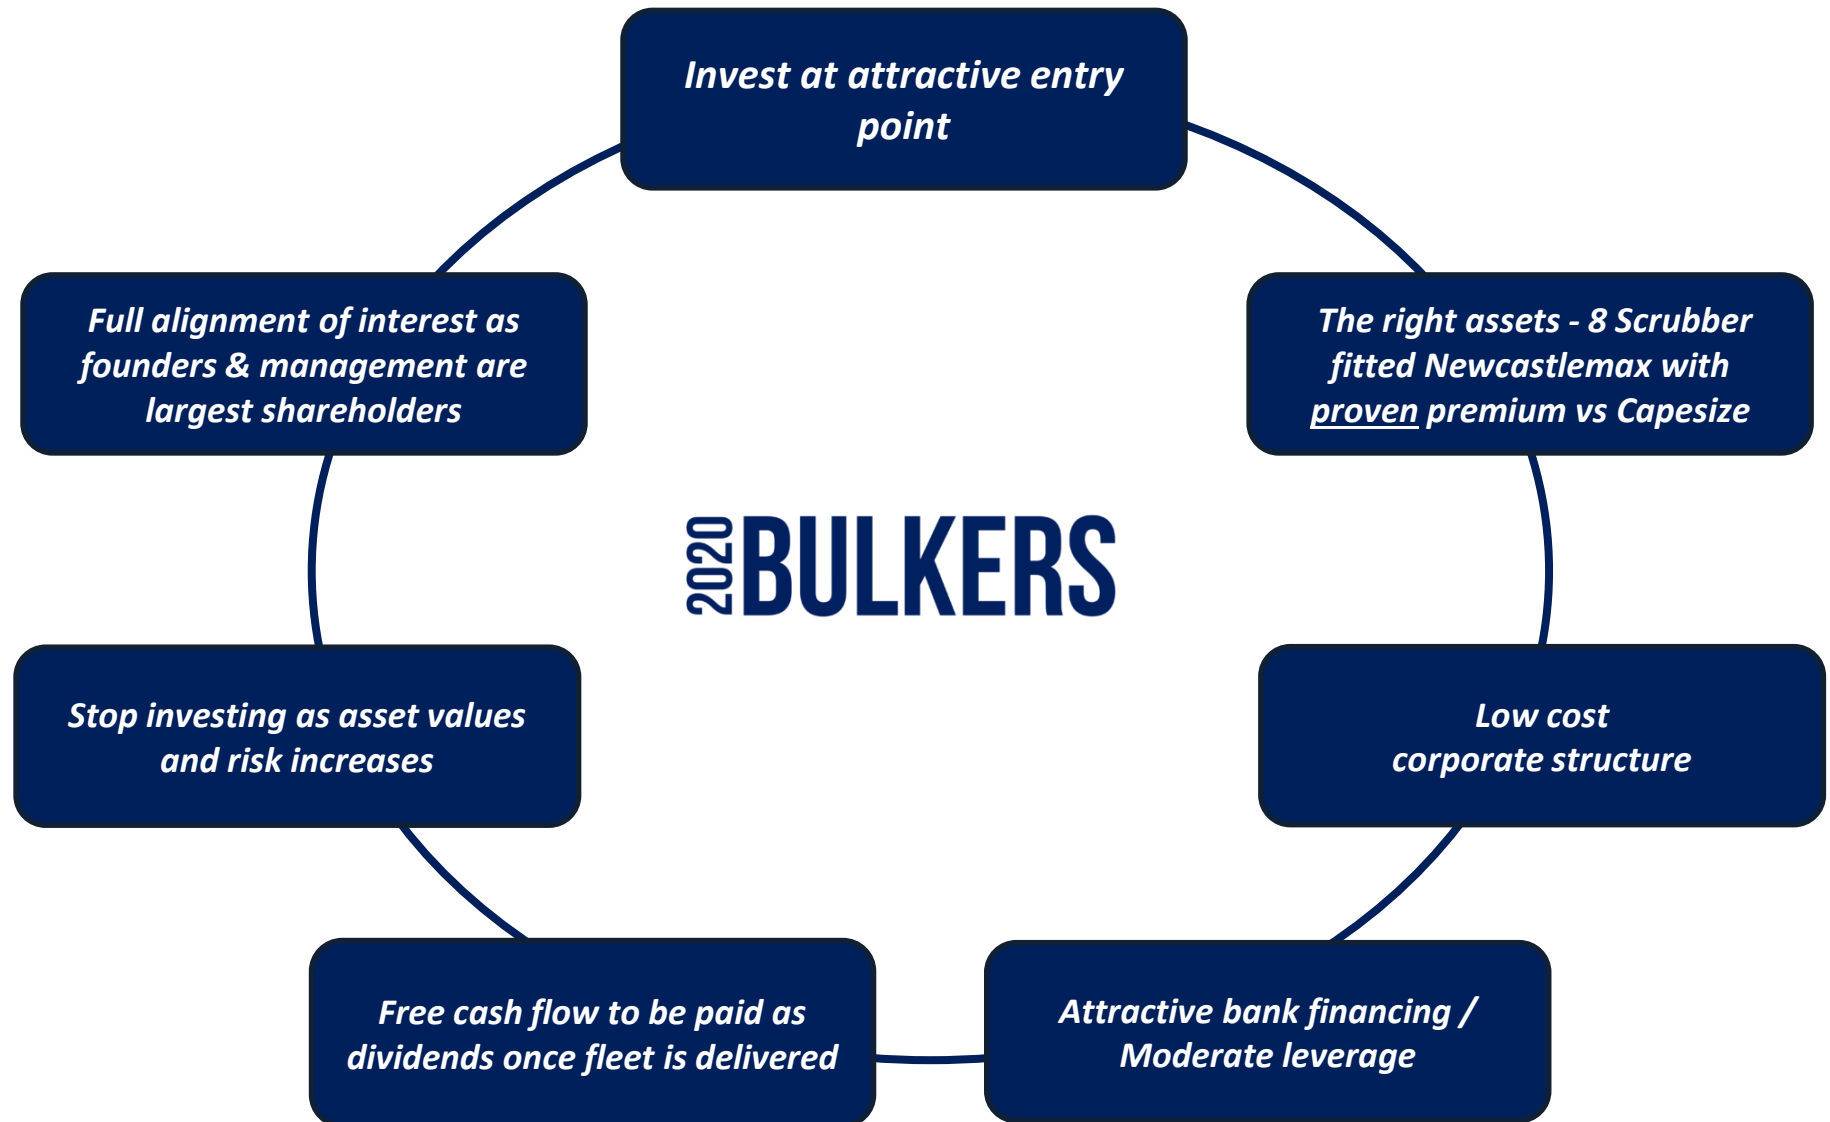 Invest at attractive entry
point
The right assets - 8 Scrubber
fitted Newcastlemax with
proven premium vs Capesize
Low cost
corporate structure
Attractive bank financing /
Moderate leverage
Free cash flow to be paid as
dividends once fleet is delivered
Stop investing as asset values
and risk increases
Full alignment of interest as
founders & management are
largest shareholders
2020 BULKERS